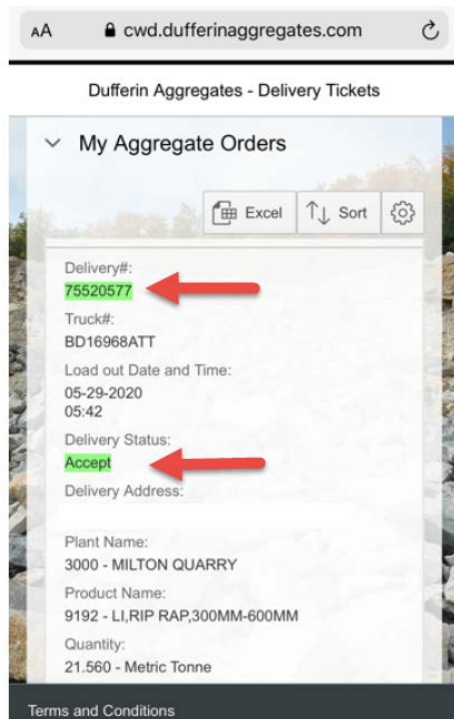 AA cwd.dufferinaggregates.com
Dufferin Aggregates - Delivery Tickets
My Aggregate Orders
Excel Sort
Delivery#:
75520577
Truck#:
BD16968ATT
Load out Date and Time:
05-29-2020
05:42
Delivery Status:
Accept
Delivery Address:
Plant Name:
3000 - MILTON QUARRY
Product Name:
9192 - LI,RIP RAP,300MM-600MM
Quantity:
21.560 - Metric Tonne
Terms and Conditions